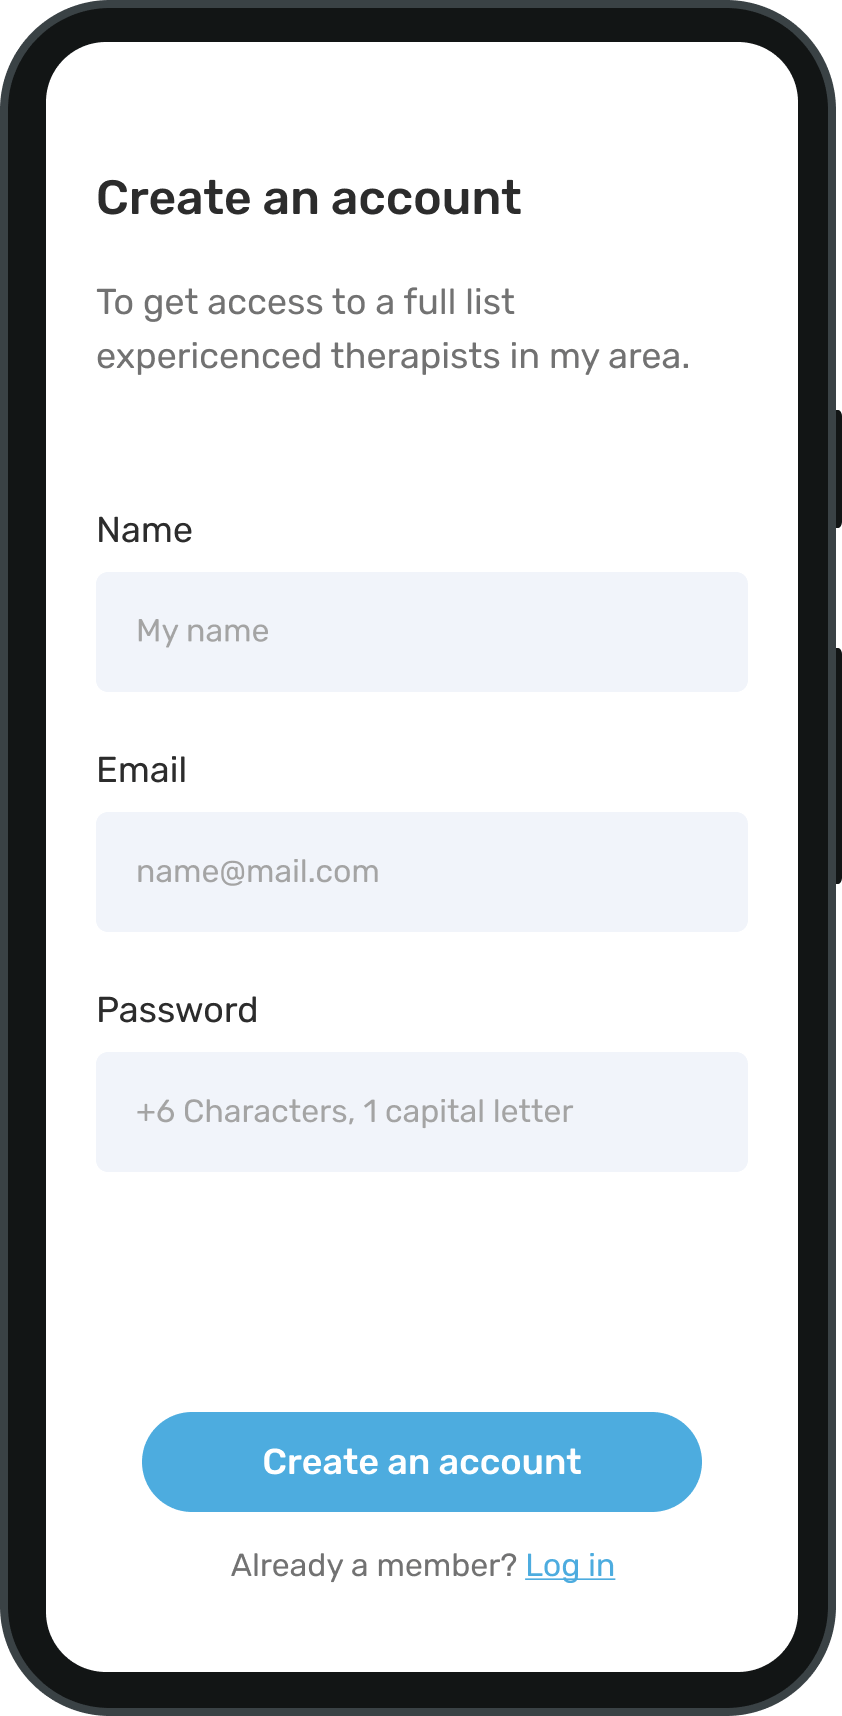 Create an account
To get access to a full list
expericenced therapists in my area.
Name
My name
Email
name@mail.com
Password
+6 Characters, 1 capital letter
Create an account
Already a member? Log in